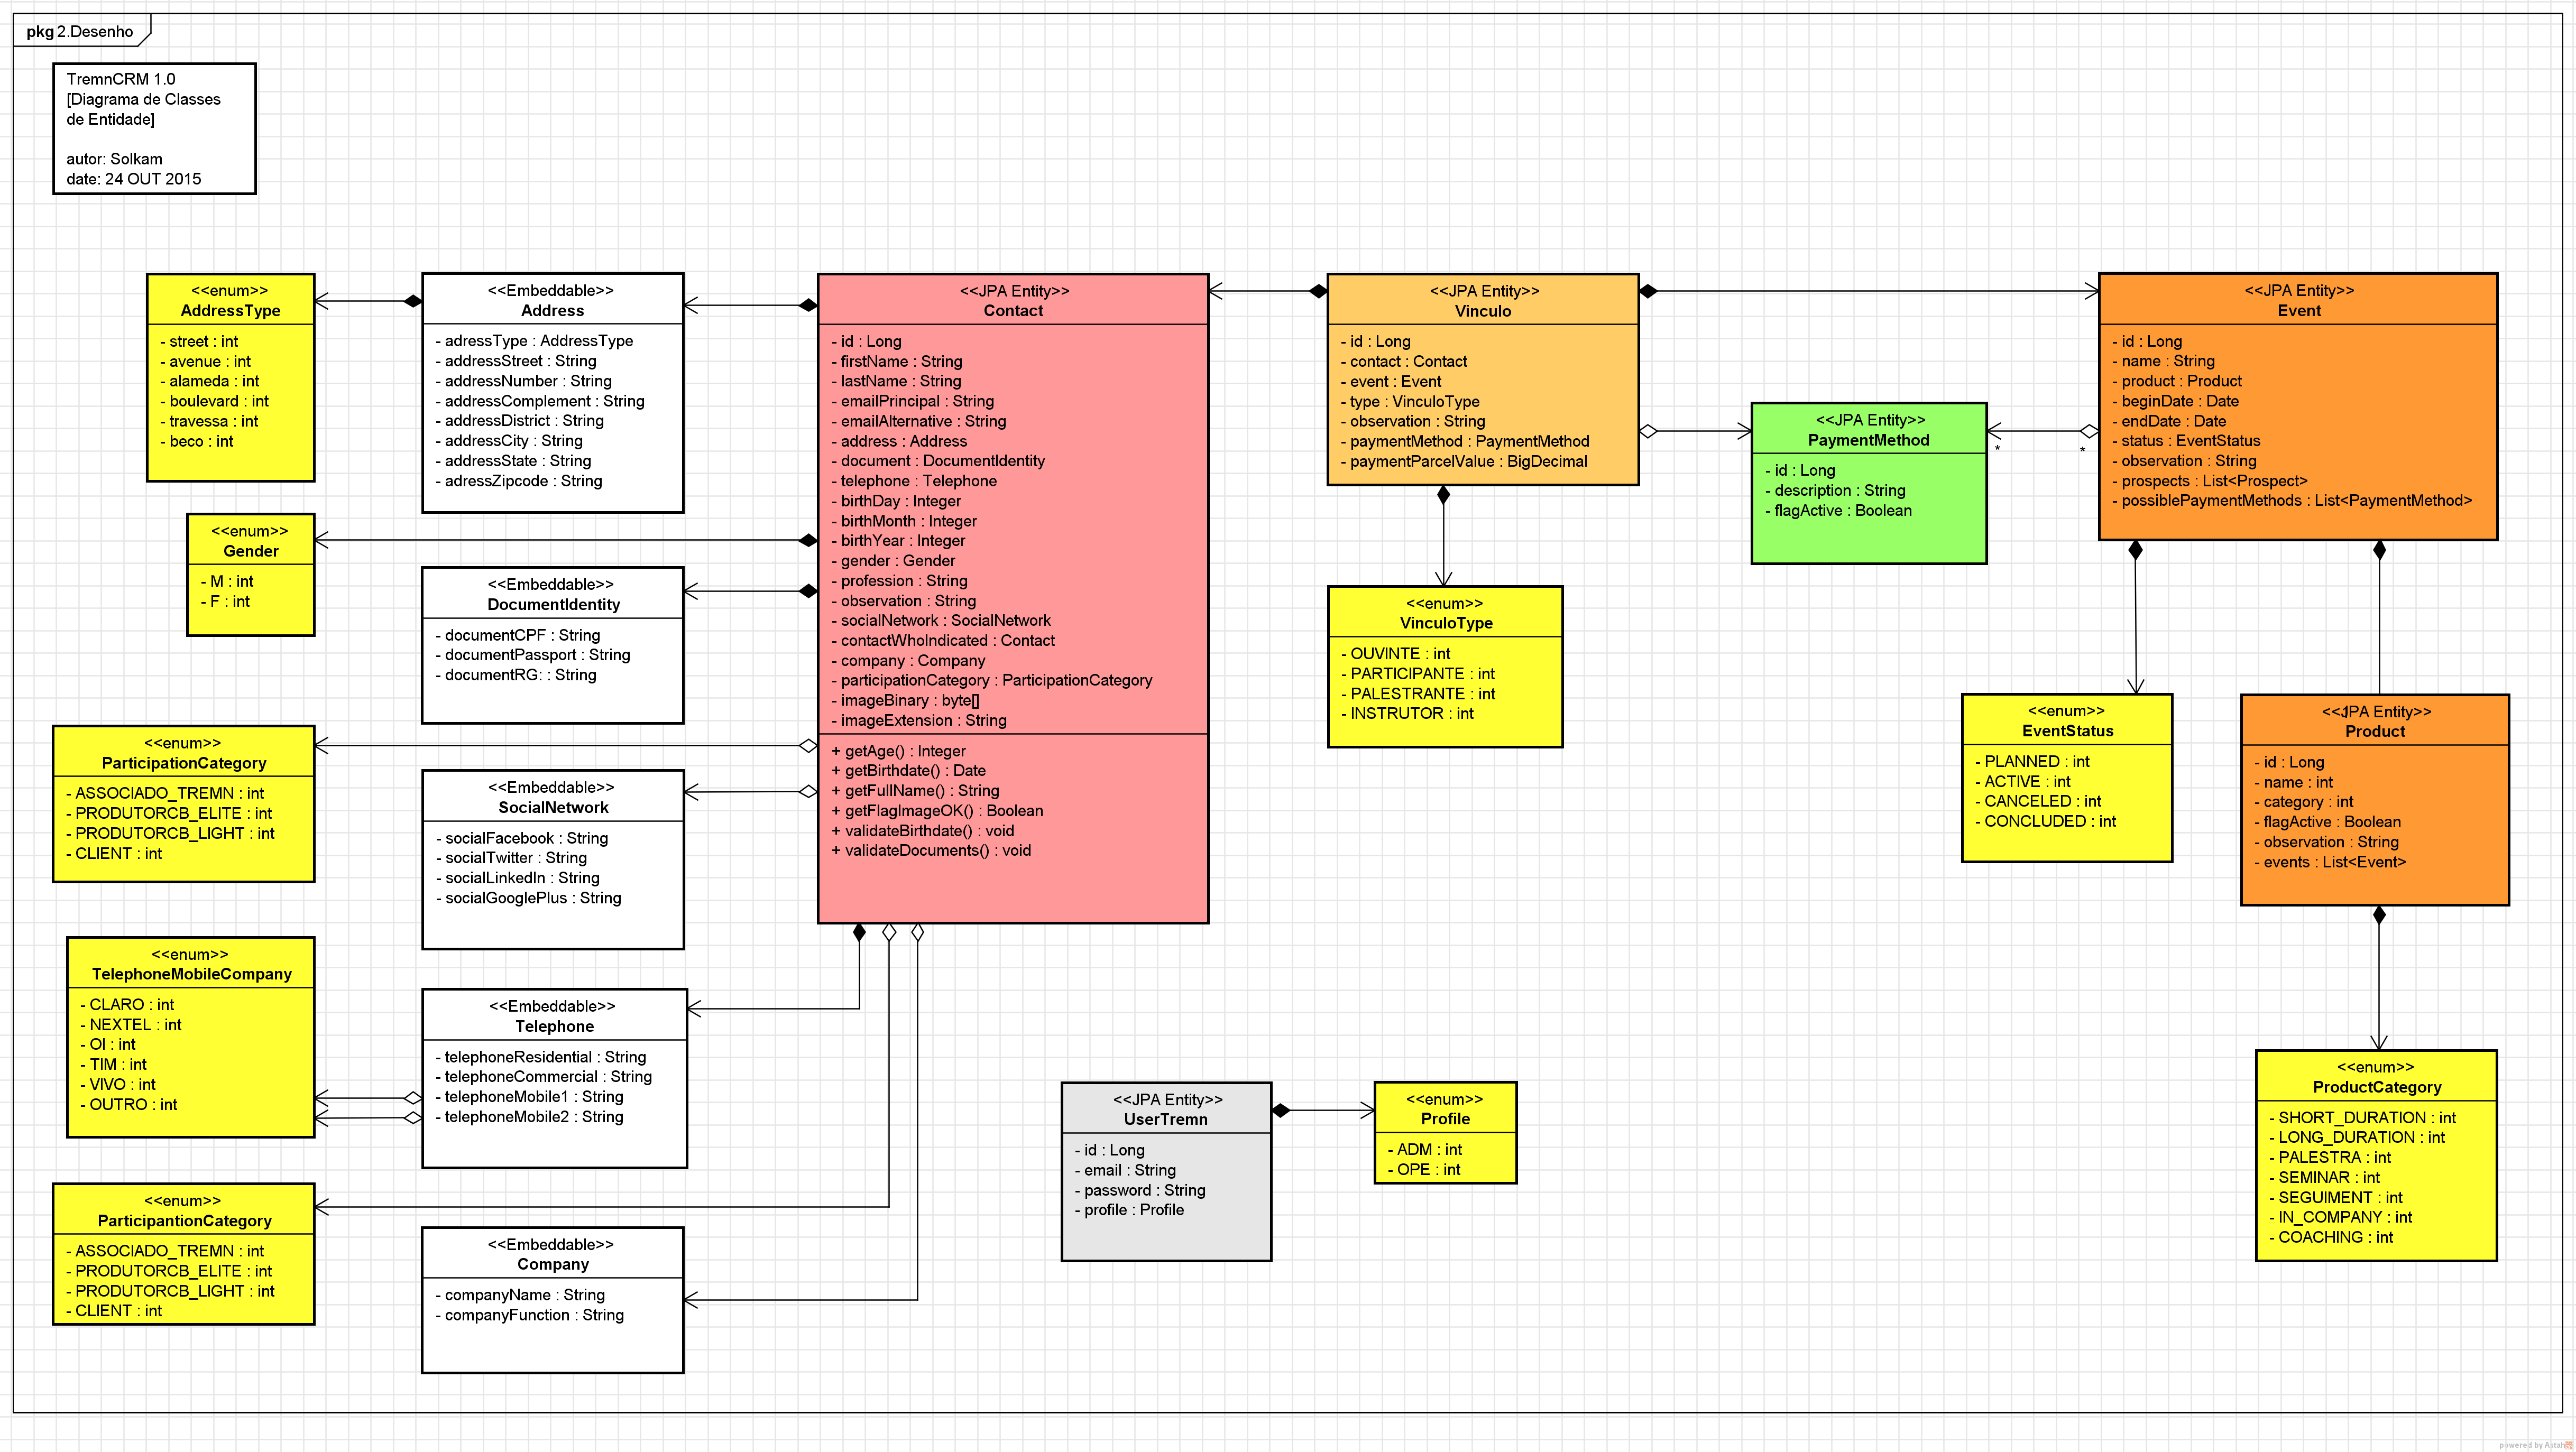 pkg 2.Desenho
TremnCRM 1.0
[Diagrama de Classes
de Entidade]
autor: Solkam
date: 24 OUT 2015
<<enum>>
AddressType
- street : int
- avenue : int
- alameda : int
- boulevard : int
- travessa : int
- beco : int
<<Embeddable>>
Address
- adressType : AddressType
- addressStreet : String
- addressNumber : String
- addressComplement : String
- addressDistrict : String
- addressCity : String
- addressState : String
- adressZipcode : String
<<JPA Entity>>
Contact
- id : Long
- firstName : String
- lastName : String
- emailPrincipal : String
- emailAlternative : String
- address : Address
- document : DocumentIdentity
- telephone : Telephone
- birthDay : Integer
- birthMonth : Integer
- birthYear : Integer
- gender : Gender
- profession : String
- observation : String
- socialNetwork : SocialNetwork
- contactWhoIndicated : Contact
- company : Company
- participationCategory : ParticipationCategory
- imageBinary : byte[]
- imageExtension : String
+ getAge() : Integer
+ getBirthdate() : Date
+ getFullName() : String
+ getFlagImageOK() : Boolean
+ validateBirthdate() : void
+ validateDocuments() : void
<<JPA Entity>>
Vinculo
- id : Long
- contact : Contact
- event : Event
- type : VinculoType
- observation : String
- paymentMethod : PaymentMethod
- paymentParcelValue : BigDecimal
<<JPA Entity>>
PaymentMethod
- id : Long
- description : String
- flagActive : Boolean
*
*
<<JPA Entity>>
Event
- id : Long
- name : String
- product : Product
- beginDate : Date
- endDate : Date
- status : EventStatus
- observation : String
- prospects : List<Prospect>
- possiblePaymentMethods : List<PaymentMethod>
<<enum>>
Gender
- M : int
- F : int
<<Embeddable>>
DocumentIdentity
- documentCPF : String
- documentPassport : String
- documentRG: : String
<<enum>>
VinculoType
- OUVINTE : int
- PARTICIPANTE : int
- PALESTRANTE : int
- INSTRUTOR : int
<<enum>>
EventStatus
- PLANNED : int
- ACTIVE : int
- CANCELED : int
- CONCLUDED : int
<<JPA Entity>>
Product
- id : Long
- name : int
- category : int
- flagActive : Boolean
- observation : String
- events : List<Event>
<<enum>>
ParticipationCategory
- ASSOCIADO_TREMN : int
- PRODUTORCB_ELITE : int
- PRODUTORCB_LIGHT : int
- CLIENT : int
<<Embeddable>>
SocialNetwork
- socialFacebook : String
- socialTwitter : String
- socialLinkedIn : String
- socialGooglePlus : String
<<enum>>
TelephoneMobileCompany
- CLARO : int
- NEXTEL : int
- OI : int
- TIM : int
- VIVO : int
- OUTRO : int
<<Embeddable>>
Telephone
- telephoneResidential : String
- telephoneCommercial : String
- telephoneMobile1 : String
- telephoneMobile2 : String
<<JPA Entity>>
UserTremn
- id : Long
- email : String
- password : String
- profile : Profile
<<enum>>
Profile
- ADM : int
- OPE : int
<<enum>>
ProductCategory
- SHORT_DURATION : int
- LONG_DURATION : int
- PALESTRA : int
- SEMINAR : int
- SEGUIMENT : int
- IN_COMPANY : int
- COACHING : int
<<enum>>
ParticipantionCategory
- ASSOCIADO_TREMN : int
- PRODUTORCB_ELITE : int
- PRODUTORCB_LIGHT : int
- CLIENT : int
<<Embeddable>>
Company
- companyName : String
- companyFunction : String
powered by Astah